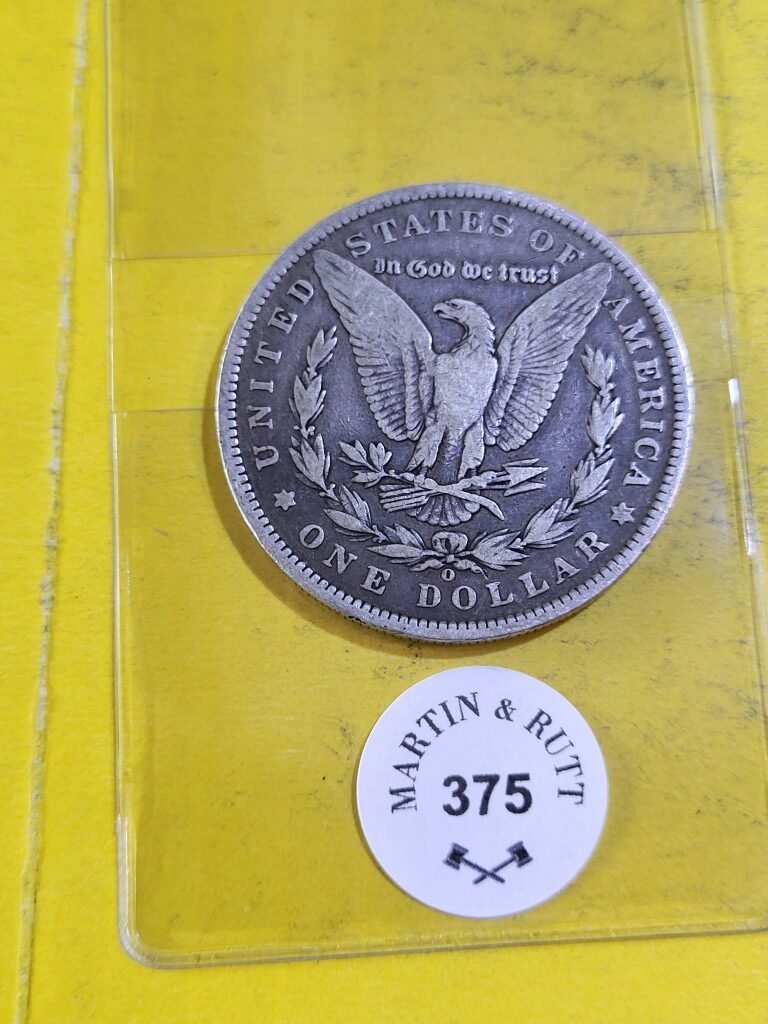 UNITED STATES OF AMERICA
In God We trust
O
ONE DOLLAR
MARTIN & RUTT
375